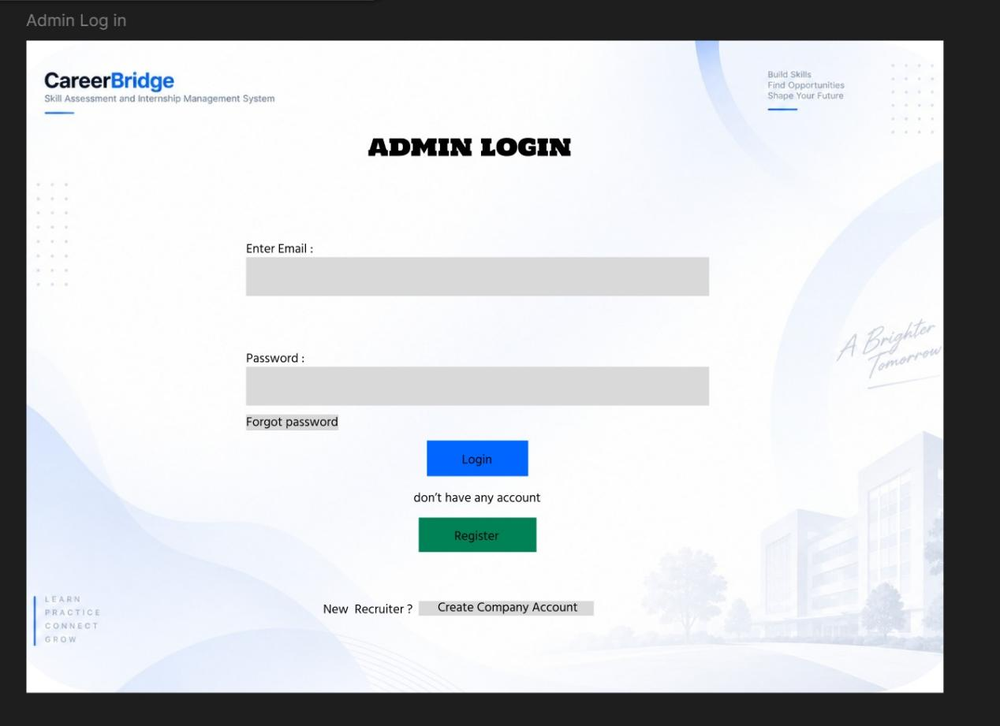 Admin Log in
CareerBridge
Skill Assessment and Internship Management System
Build Skills
Find Opportunities
Shape Your Future
ADMIN LOGIN
Enter Email :
A Brighter
Tomorrow
Password :
Forgot password
Login
don't have any account
Register
LEARN
PRACTICE
CONNECT
GROW
New Recruiter ? Create Company Account